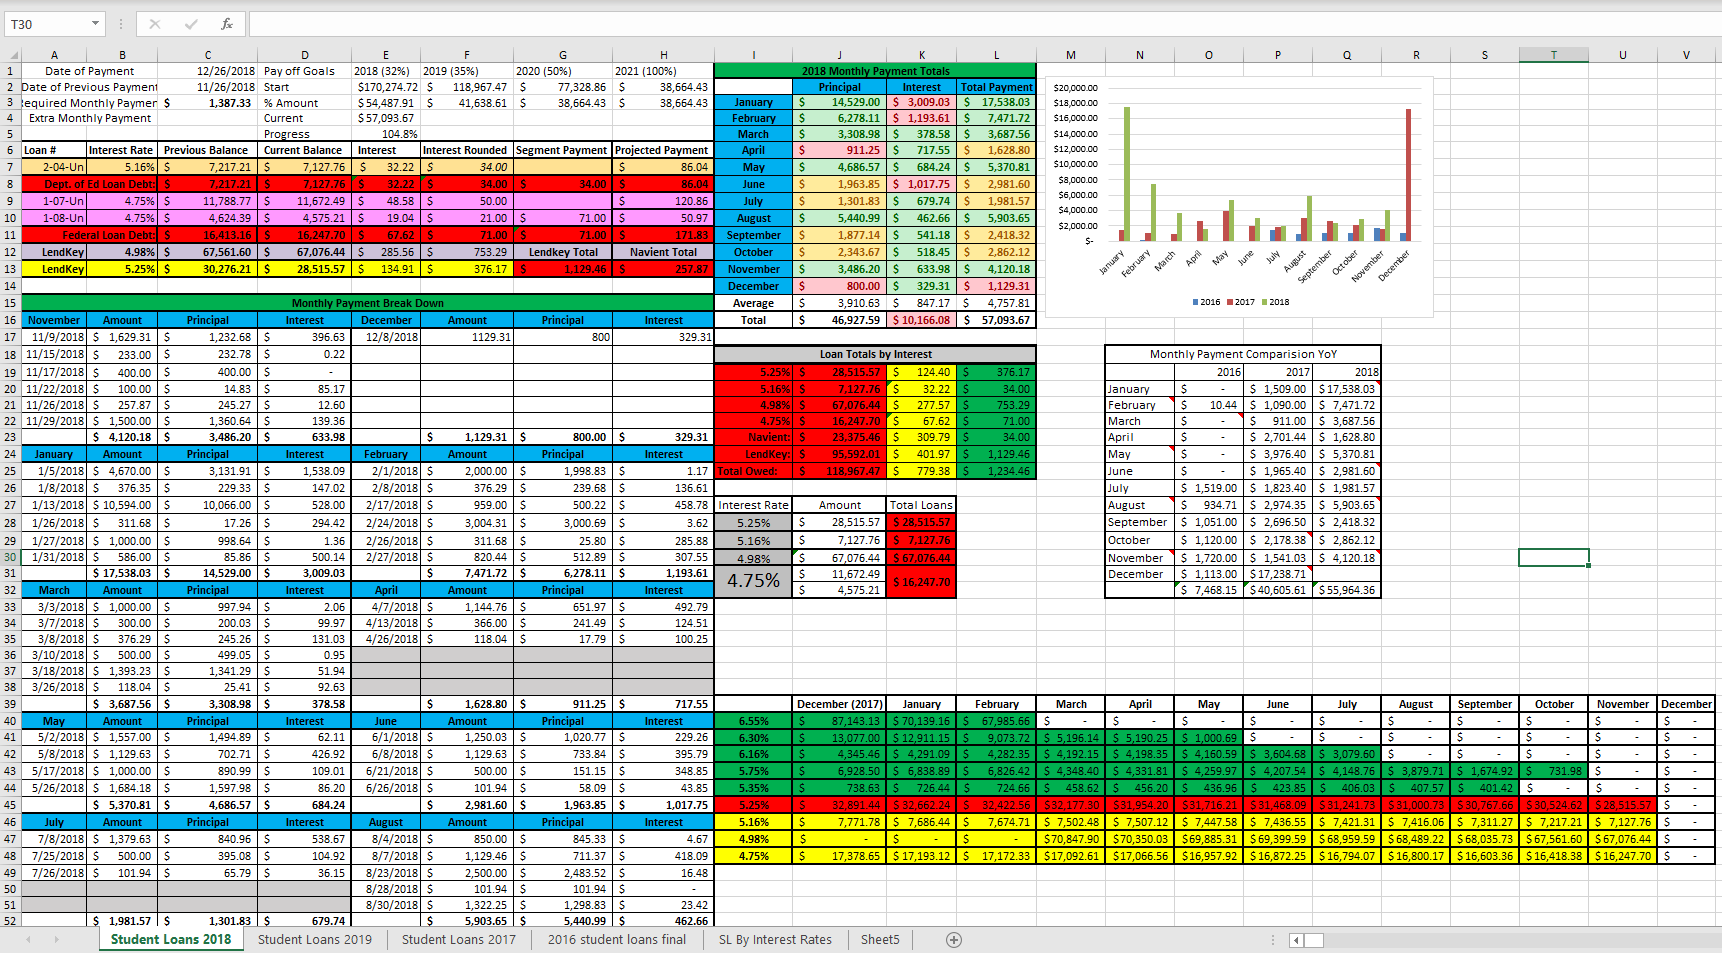 T30 fx
A B C D E F G H I J K L M N O P Q R S T U V
1 Date of Payment 12/26/2018 Pay off Goals 2018 (32%) 2019 (35%) 2020 (50%) 2021 (100%) 2018 Monthly Payment Totals
2 Date of Previous Payment 11/26/2018 Start $170,274.72 $ 118,967.47 $ 77,328.86 $ 38,664.43 Principal Interest Total Payment
3 Required Monthly Paymer $ 1,387.33 % Amount $ 54,487.91 $ 41,638.61 $ 38,664.43 $ 38,664.43 January $ 14,529.00 $ 3,009.03 $ 17,538.03
4 Extra Monthly Payment Current $ 57,093.67 February $ 6,278.11 $ 1,193.61 $ 7,471.72
5 Progress 104.8% March $ 3,308.98 $ 378.58 $ 3,687.56
6 Loan # Interest Rate Previous Balance Current Balance Interest Interest Rounded Segment Payment Projected Payment April $ 911.25 $ 717.55 $ 1,628.80
7 2-04-Un 5.16% $ 7,217.21 $ 7,127.76 $ 32.22 $ 34.00 $ 86.04 May $ 4,686.57 $ 684.24 $ 5,370.81
8 Dept. of Ed Loan Debt: $ 7,217.21 $ 7,127.76 $ 32.22 $ 34.00 $ 34.00 $ 86.04 June $ 1,963.85 $ 1,017.75 $ 2,981.60
9 1-07-Un 4.75% $ 11,788.77 $ 11,672.49 $ 48.58 $ 50.00 $ 120.86 July $ 1,301.83 $ 679.74 $ 1,981.57
10 1-08-Un 4.75% $ 4,624.39 $ 4,575.21 $ 19.04 $ 21.00 $ 71.00 $ 50.97 August $ 5,440.99 $ 462.66 $ 5,903.65
11 Federal Loan Debt: $ 16,413.16 $ 16,247.70 $ 67.62 $ 71.00 $ 71.00 $ 171.83 September $ 1,877.14 $ 541.18 $ 2,418.32
12 LendKey 4.98% $ 67,561.60 $ 67,076.44 $ 285.56 $ 753.29 Lendkey Total Navient Total October $ 2,343.67 $ 518.45 $ 2,862.12
13 LendKey 5.25% $ 30,276.21 $ 28,515.57 $ 134.91 $ 376.17 $ 1,129.46 $ 257.87 November $ 3,486.20 $ 633.98 $ 4,120.18
14 December $ 800.00 $ 329.31 $ 1,129.31
15 Monthly Payment Break Down Average $ 3,910.63 $ 847.17 $ 4,757.81
16 November Amount Principal Interest December Amount Principal Interest Total $ 46,927.59 $ 10,166.08 $ 57,093.67
$20,000.00
$18,000.00
$16,000.00
$14,000.00
$12,000.00
$10,000.00
$8,000.00
$6,000.00
$4,000.00
$2,000.00
$-
January February March April May June July August September October November December
2016 2017 2018
17 11/9/2018 $ 1,629.31 $ 1,232.68 $ 396.63 12/8/2018 1129.31 800 329.31
18 11/15/2018 $ 233.00 $ 232.78 $ 0.22 Loan Totals by Interest Monthly Payment Comparision YoY
19 11/17/2018 $ 400.00 $ 400.00 $ - 5.25% $ 28,515.57 $ 124.40 $ 376.17 2016 2017 2018
20 11/22/2018 $ 100.00 $ 14.83 $ 85.17 5.16% $ 7,127.76 $ 32.22 $ 34.00 January $ - $ 1,509.00 $ 17,538.03
21 11/26/2018 $ 257.87 $ 245.27 $ 12.60 4.98% $ 67,076.44 $ 277.57 $ 753.29 February $ 10.44 $ 1,090.00 $ 7,471.72
22 11/29/2018 $ 1,500.00 $ 1,360.64 $ 139.36 4.75% $ 16,247.70 $ 67.62 $ 71.00 March $ - $ 911.00 $ 3,687.56
23 $ 4,120.18 $ 3,486.20 $ 633.98 $ 1,129.31 $ 800.00 $ 329.31 Navient: $ 23,375.46 $ 309.79 $ 34.00 April $ - $ 2,701.44 $ 1,628.80
24 January Amount Principal Interest February Amount Principal Interest LendKey: $ 95,592.01 $ 401.97 $ 1,129.46 May $ - $ 3,976.40 $ 5,370.81
25 1/5/2018 $ 4,670.00 $ 3,131.91 $ 1,538.09 2/1/2018 $ 2,000.00 $ 1,998.83 $ 1.17 Total Owed: $ 118,967.47 $ 779.38 $ 1,234.46 June $ - $ 1,965.40 $ 2,981.60
26 1/8/2018 $ 376.35 $ 229.33 $ 147.02 2/8/2018 $ 376.29 $ 239.68 $ 136.61 July $ 1,519.00 $ 1,823.40 $ 1,981.57
27 1/13/2018 $ 10,594.00 $ 10,066.00 $ 528.00 2/17/2018 $ 959.00 $ 500.22 $ 458.78 Interest Rate Amount Total Loans August $ 934.71 $ 2,974.35 $ 5,903.65
28 1/26/2018 $ 311.68 $ 17.26 $ 294.42 2/24/2018 $ 3,004.31 $ 3,000.69 $ 3.62 5.25% $ 28,515.57 $ 28,515.57 September $ 1,051.00 $ 2,696.50 $ 2,418.32
29 1/27/2018 $ 1,000.00 $ 998.64 $ 1.36 2/26/2018 $ 311.68 $ 25.80 $ 285.88 5.16% $ 7,127.76 $ 7,127.76 October $ 1,120.00 $ 2,178.38 $ 2,862.12
30 1/31/2018 $ 586.00 $ 85.86 $ 500.14 2/27/2018 $ 820.44 $ 512.89 $ 307.55 4.98% $ 67,076.44 $ 67,076.44 November $ 1,720.00 $ 1,541.03 $ 4,120.18
31 $ 17,538.03 $ 14,529.00 $ 3,009.03 $ 7,471.72 $ 6,278.11 $ 1,193.61 4.75% $ 11,672.49 $ 16,247.70 December $ 1,113.00 $ 17,238.71
32 March Amount Principal Interest April Amount Principal Interest $ 4,575.21 $ 7,468.15 $ 40,605.61 $ 55,964.36
33 3/3/2018 $ 1,000.00 $ 997.94 $ 2.06 4/7/2018 $ 1,144.76 $ 651.97 $ 492.79
34 3/7/2018 $ 300.00 $ 200.03 $ 99.97 4/13/2018 $ 366.00 $ 241.49 $ 124.51
35 3/8/2018 $ 376.29 $ 245.26 $ 131.03 4/26/2018 $ 118.04 $ 17.79 $ 100.25
36 3/10/2018 $ 500.00 $ 499.05 $ 0.95
37 3/18/2018 $ 1,393.23 $ 1,341.29 $ 51.94
38 3/26/2018 $ 118.04 $ 25.41 $ 92.63
39 $ 3,687.56 $ 3,308.98 $ 378.58 $ 1,628.80 $ 911.25 $ 717.55 December (2017) January February March April May June July August September October November December
40 May Amount Principal Interest June Amount Principal Interest 6.55% $ 87,143.13 $ 70,139.16 $ 67,985.66 $ - $ - $ - $ - $ - $ - $ - $ - $ - $ -
41 5/2/2018 $ 1,557.00 $ 1,494.89 $ 62.11 6/1/2018 $ 1,250.03 $ 1,020.77 $ 229.26 6.30% $ 13,077.00 $ 12,911.15 $ 9,073.72 $ 5,196.14 $ 5,190.25 $ 1,000.69 $ - $ - $ - $ - $ - $ - $ -
42 5/8/2018 $ 1,129.63 $ 702.71 $ 426.92 6/8/2018 $ 1,129.63 $ 733.84 $ 395.79 6.16% $ 4,345.46 $ 4,291.09 $ 4,282.35 $ 4,192.15 $ 4,198.35 $ 4,160.59 $ 3,604.68 $ 3,079.60 $ - $ - $ - $ - $ -
43 5/17/2018 $ 1,000.00 $ 890.99 $ 109.01 6/21/2018 $ 500.00 $ 151.15 $ 348.85 5.75% $ 6,928.50 $ 6,838.89 $ 6,826.42 $ 4,348.40 $ 4,331.81 $ 4,259.97 $ 4,207.54 $ 4,148.76 $ 3,879.71 $ 1,674.92 $ 731.98 $ - $ -
44 5/26/2018 $ 1,684.18 $ 1,597.98 $ 86.20 6/26/2018 $ 101.94 $ 58.09 $ 43.85 5.35% $ 738.63 $ 726.44 $ 724.66 $ 458.62 $ 456.20 $ 436.96 $ 423.85 $ 406.03 $ 407.57 $ 401.42 $ - $ - $ -
45 $ 5,370.81 $ 4,686.57 $ 684.24 $ 2,981.60 $ 1,963.85 $ 1,017.75 5.25% $ 32,891.44 $ 32,662.24 $ 32,422.56 $32,177.30 $31,954.20 $31,716.21 $31,468.09 $31,241.73 $31,000.73 $30,767.66 $30,524.62 $28,515.57 $ -
46 July Amount Principal Interest August Amount Principal Interest 5.16% $ 7,771.78 $ 7,686.44 $ 7,674.71 $ 7,502.48 $ 7,507.12 $ 7,447.58 $ 7,436.55 $ 7,421.31 $ 7,416.06 $ 7,311.27 $ 7,217.21 $ 7,127.76 $ -
47 7/8/2018 $ 1,379.63 $ 840.96 $ 538.67 8/4/2018 $ 850.00 $ 845.33 $ 4.67 4.98% $ - $ - $ - $70,847.90 $70,350.03 $69,885.31 $69,399.59 $68,959.59 $68,489.22 $68,035.73 $67,561.60 $67,076.44 $ -
48 7/25/2018 $ 500.00 $ 395.08 $ 104.92 8/7/2018 $ 1,129.46 $ 711.37 $ 418.09 4.75% $ 17,378.65 $ 17,193.12 $ 17,172.33 $17,092.61 $17,066.56 $16,957.92 $16,872.25 $16,794.07 $16,800.17 $16,603.36 $16,418.38 $16,247.70 $ -
49 7/26/2018 $ 101.94 $ 65.79 $ 36.15 8/23/2018 $ 2,500.00 $ 2,483.52 $ 16.48
50 8/28/2018 $ 101.94 $ 101.94 $ -
51 8/30/2018 $ 1,322.25 $ 1,298.83 $ 23.42
52 $ 1,981.57 $ 1,301.83 $ 679.74 $ 5,903.65 $ 5,440.99 $ 462.66
Student Loans 2018 Student Loans 2019 Student Loans 2017 2016 student loans final SL By Interest Rates Sheet5